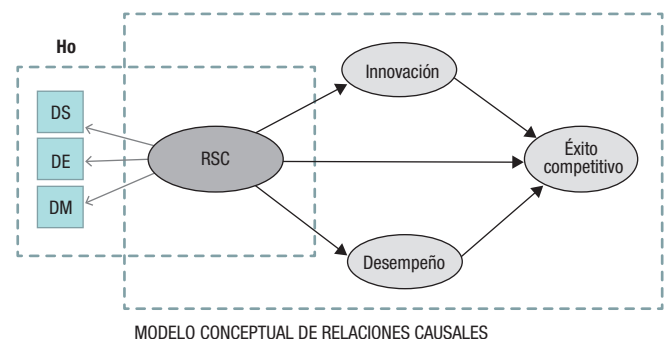 Ho
DS
DE
DM
RSC
Innovación
Desempeño
Éxito
competitivo
MODELO CONCEPTUAL DE RELACIONES CAUSALES